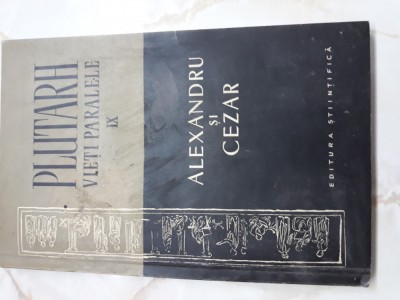 PLUTARH
VIEȚI PARALELE
IX
ALEXANDRU
ȘI
CEZAR
EDITURA ȘTIINȚIFICĂ